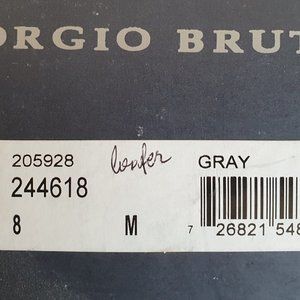 ORGIO BRUT
205928 loafer GRAY
244618
8 M 7 26821 548